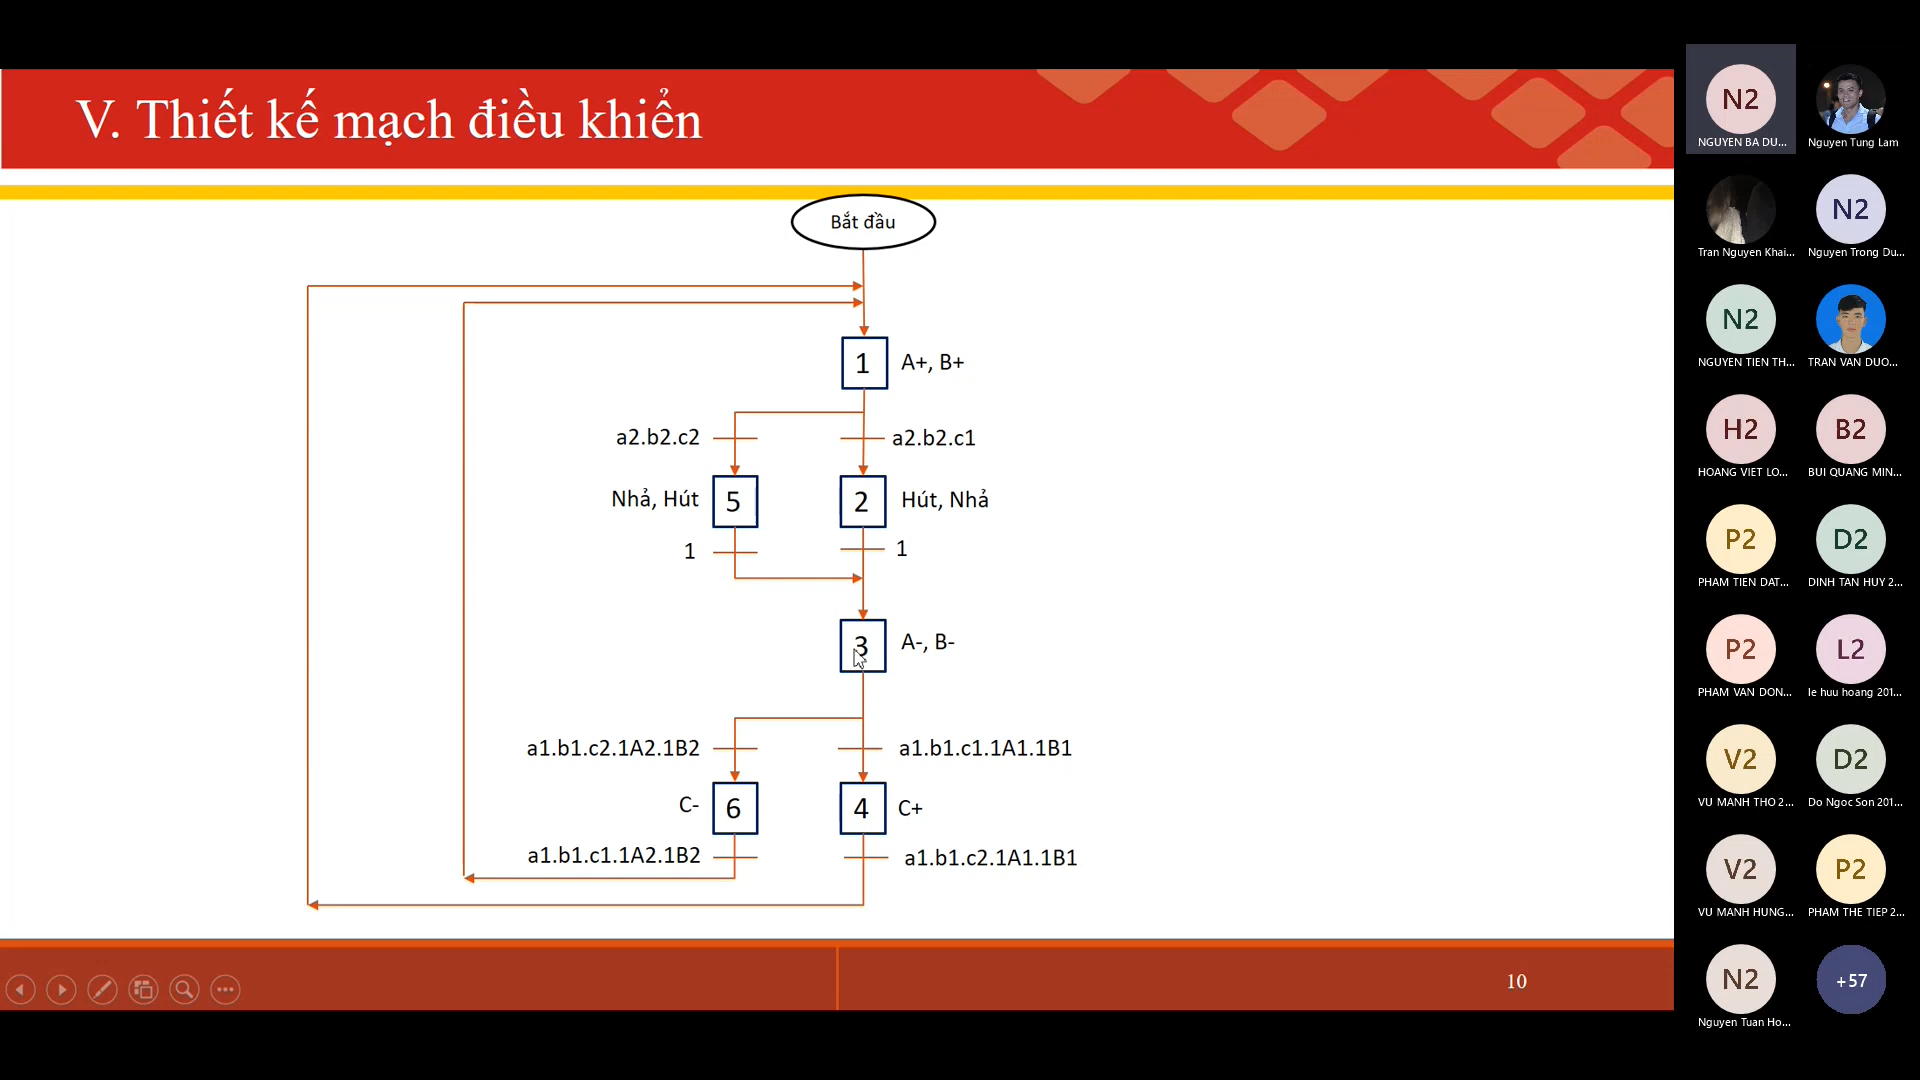 V. Thiết kế mạch điều khiển
Bắt đầu
1 A+, B+
a2.b2.c2 a2.b2.c1
Nhả, Hút 5 2 Hút, Nhả
1 1
3 A-, B-
a1.b1.c2.1A2.1B2 a1.b1.c1.1A1.1B1
C- 6 4 C+
a1.b1.c1.1A2.1B2 a1.b1.c2.1A1.1B1
10
N2
NGUYEN BA DU... Nguyen Tung Lam
N2
Tran Nguyen Khai... Nguyen Trong Du...
N2
NGUYEN TIEN TH... TRAN VAN DUO...
H2 B2
HOANG VIET LO... BUI QUANG MIN...
P2 D2
PHAM TIEN DAT... DINH TAN HUY 2...
P2 L2
PHAM VAN DON... le huu hoang 201...
V2 D2
VU MANH THO 2... Do Ngoc Son 201...
V2 P2
VU MANH HUNG... PHAM THE TIEP 2...
N2 +57
Nguyen Tuan Ho...